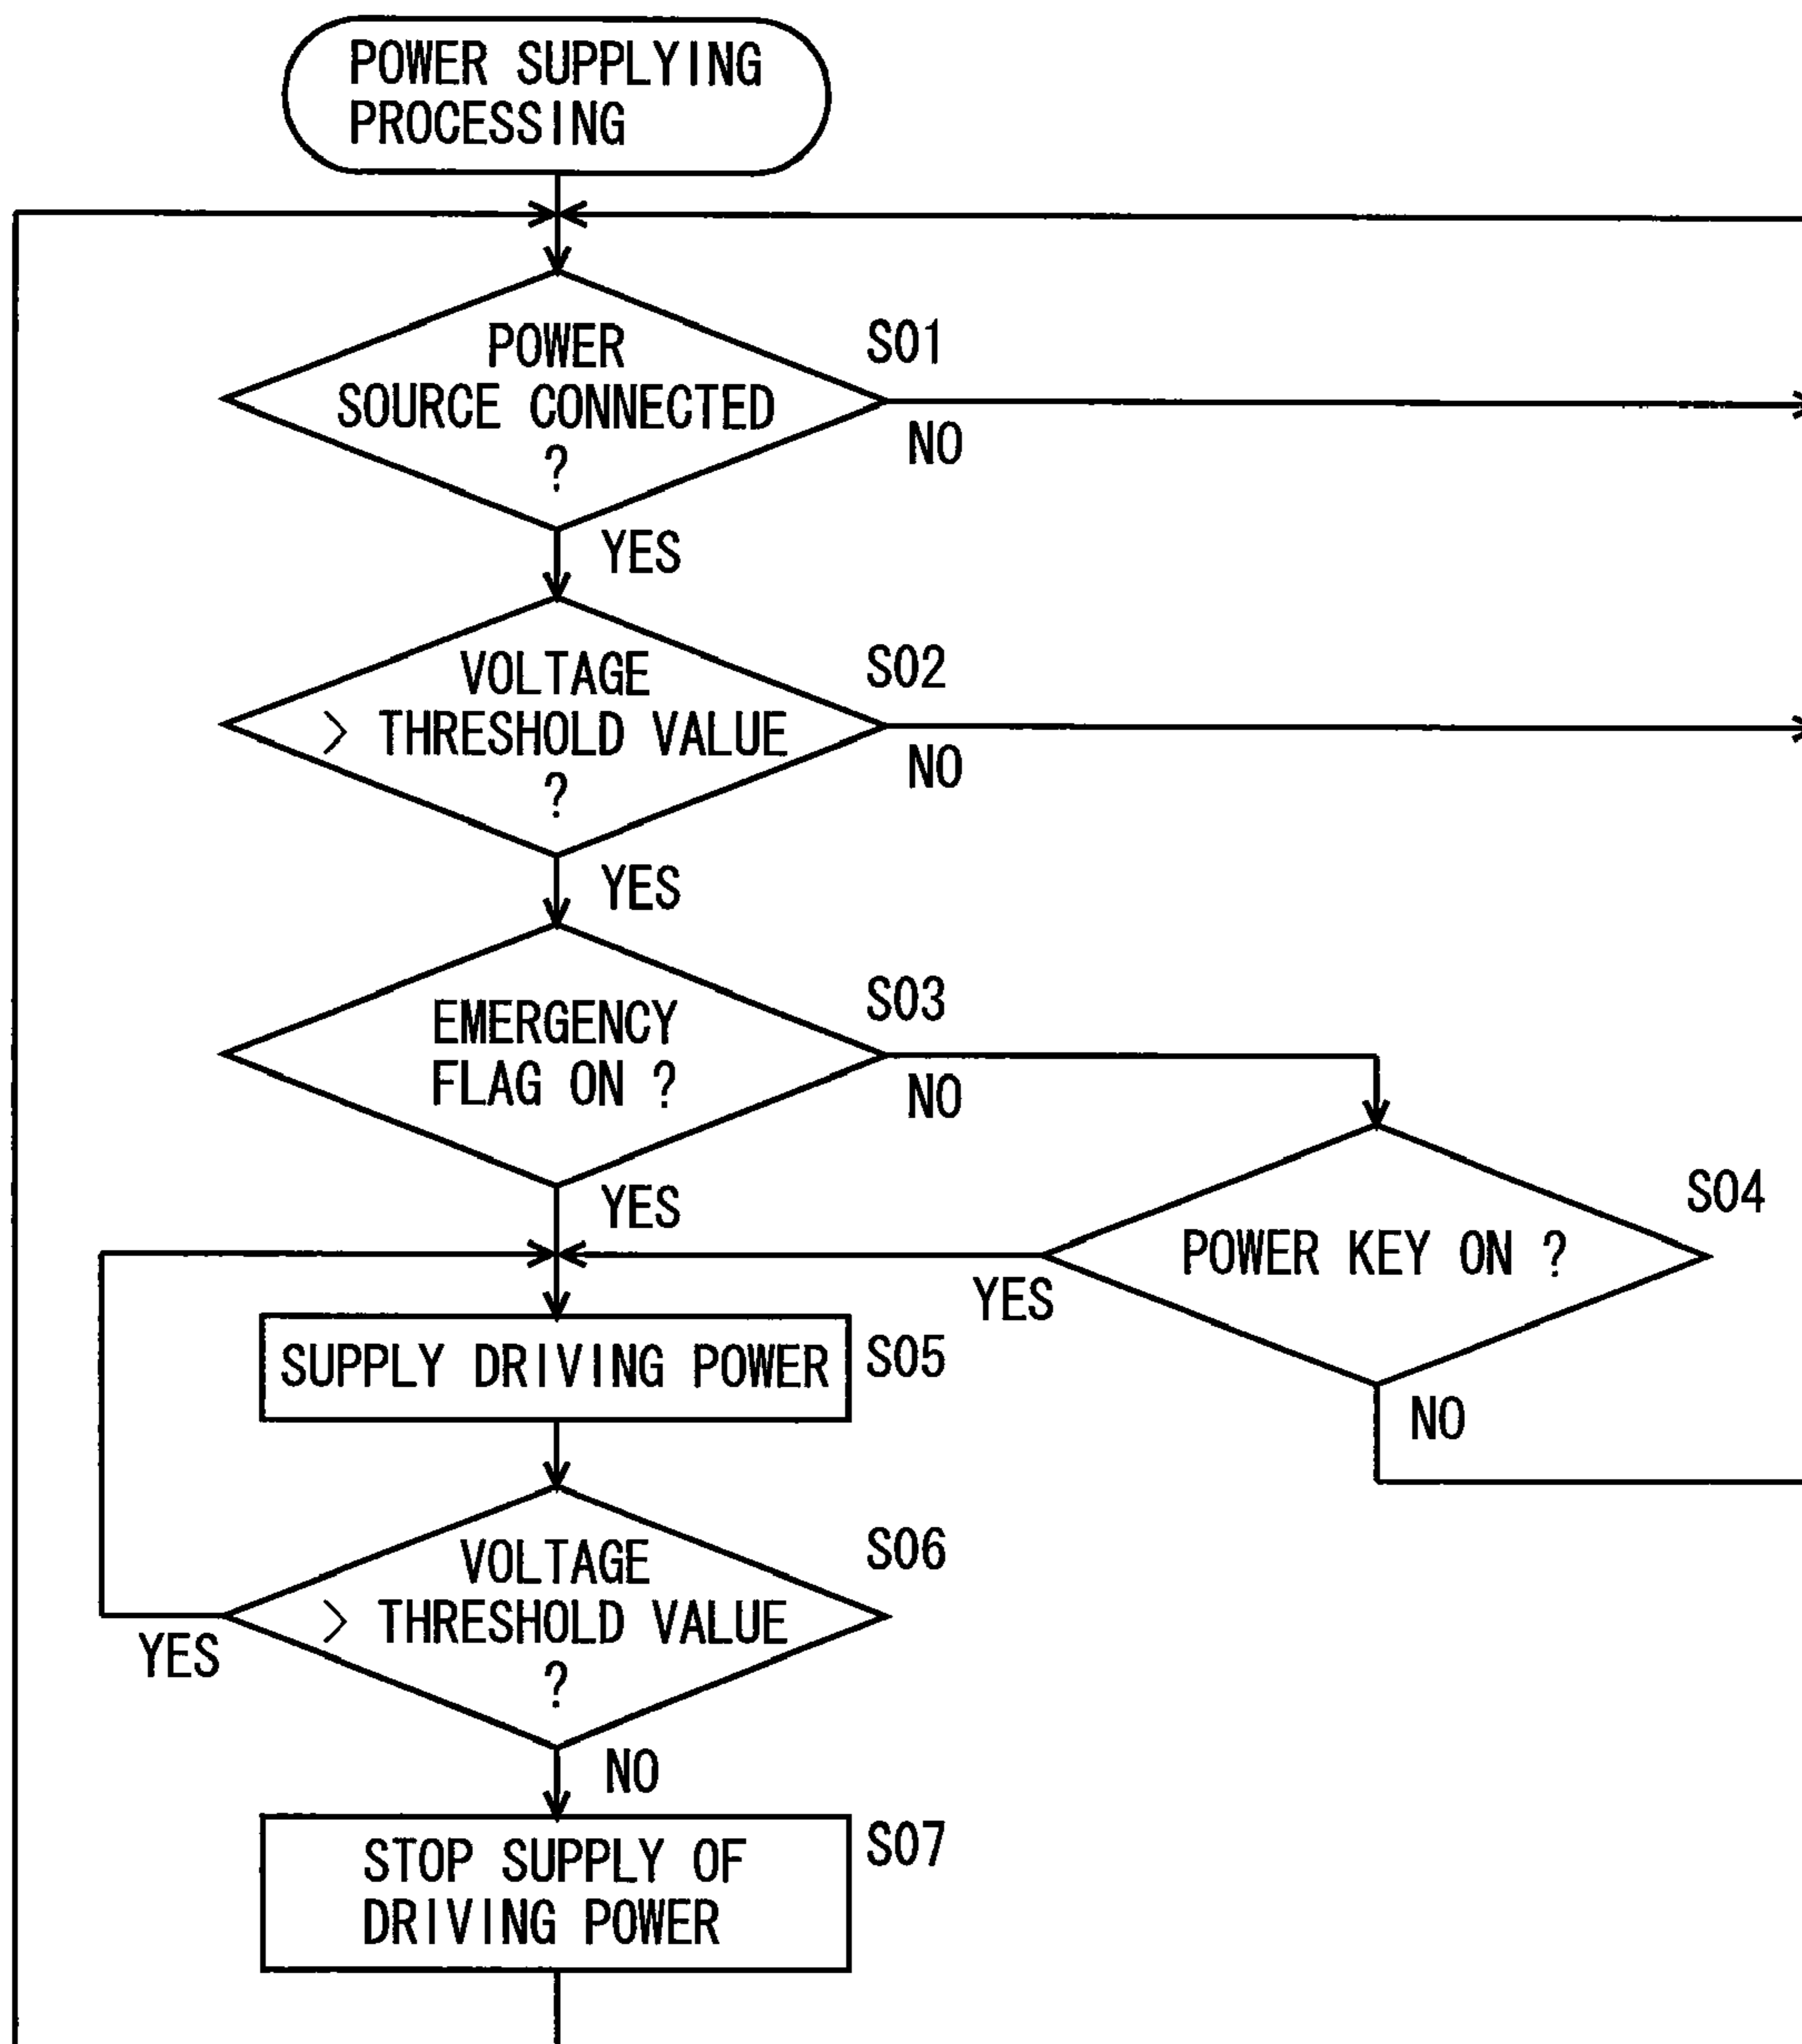 POWER SUPPLYING
PROCESSING
POWER
SOURCE CONNECTED
?
S01
NO
YES
VOLTAGE
> THRESHOLD VALUE
?
S02
NO
YES
EMERGENCY
FLAG ON ?
S03
NO
YES
POWER KEY ON ?
S04
YES
NO
SUPPLY DRIVING POWER
S05
VOLTAGE
> THRESHOLD VALUE
?
S06
YES
NO
STOP SUPPLY OF
DRIVING POWER
S07